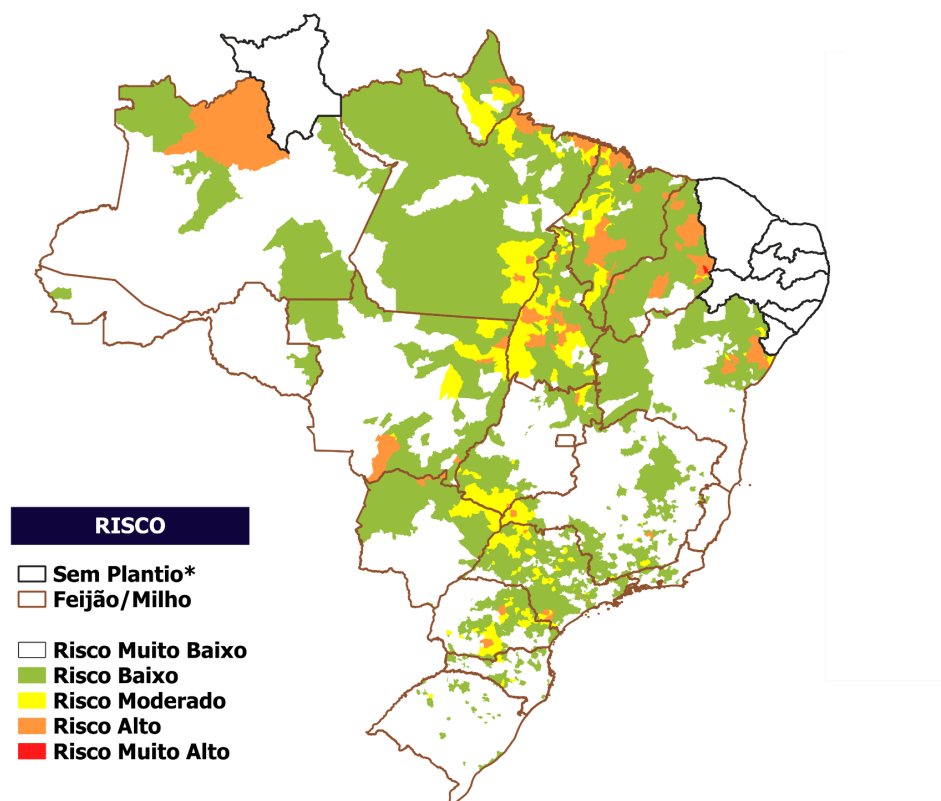 RISCO
Sem Plantio*
Feijão/Milho
Risco Muito Baixo
Risco Baixo
Risco Moderado
Risco Alto
Risco Muito Alto